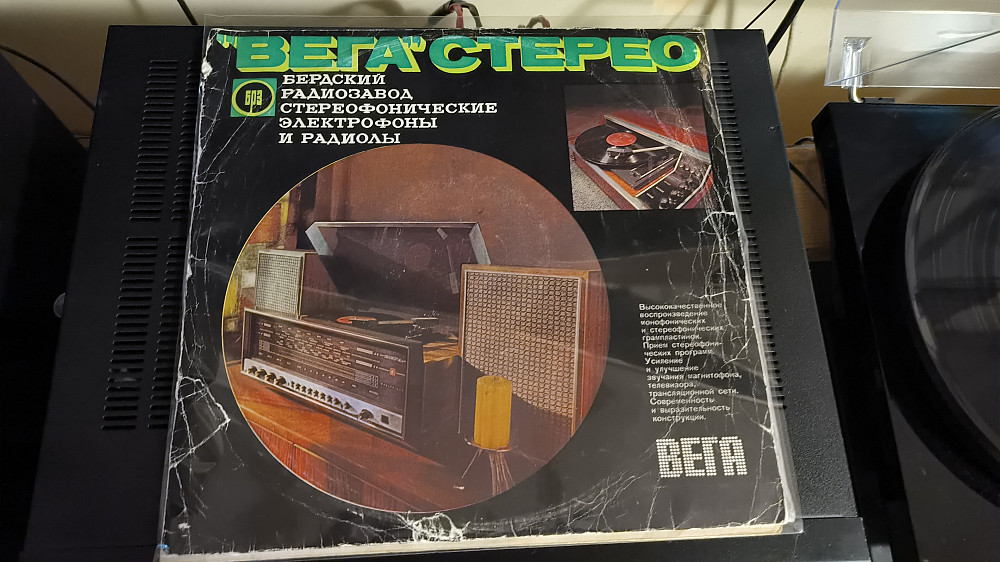 "ВЕГА" СТЕРЕО
БРЗ
БЕРДСКИЙ
РАДИОЗАВОД
СТЕРЕОФОНИЧЕСКИЕ
ЭЛЕКТРОФОНЫ
И РАДИОЛЫ
Высококачественное
воспроизведение
монофонических
и стереофонических
грампластинок.
Прием стереофони-
ческих программ.
Усиление
и улучшение
звучания магнитофона,
телевизора,
трансляционной сети.
Современность
и выразительность
конструкции.
ВЕГА